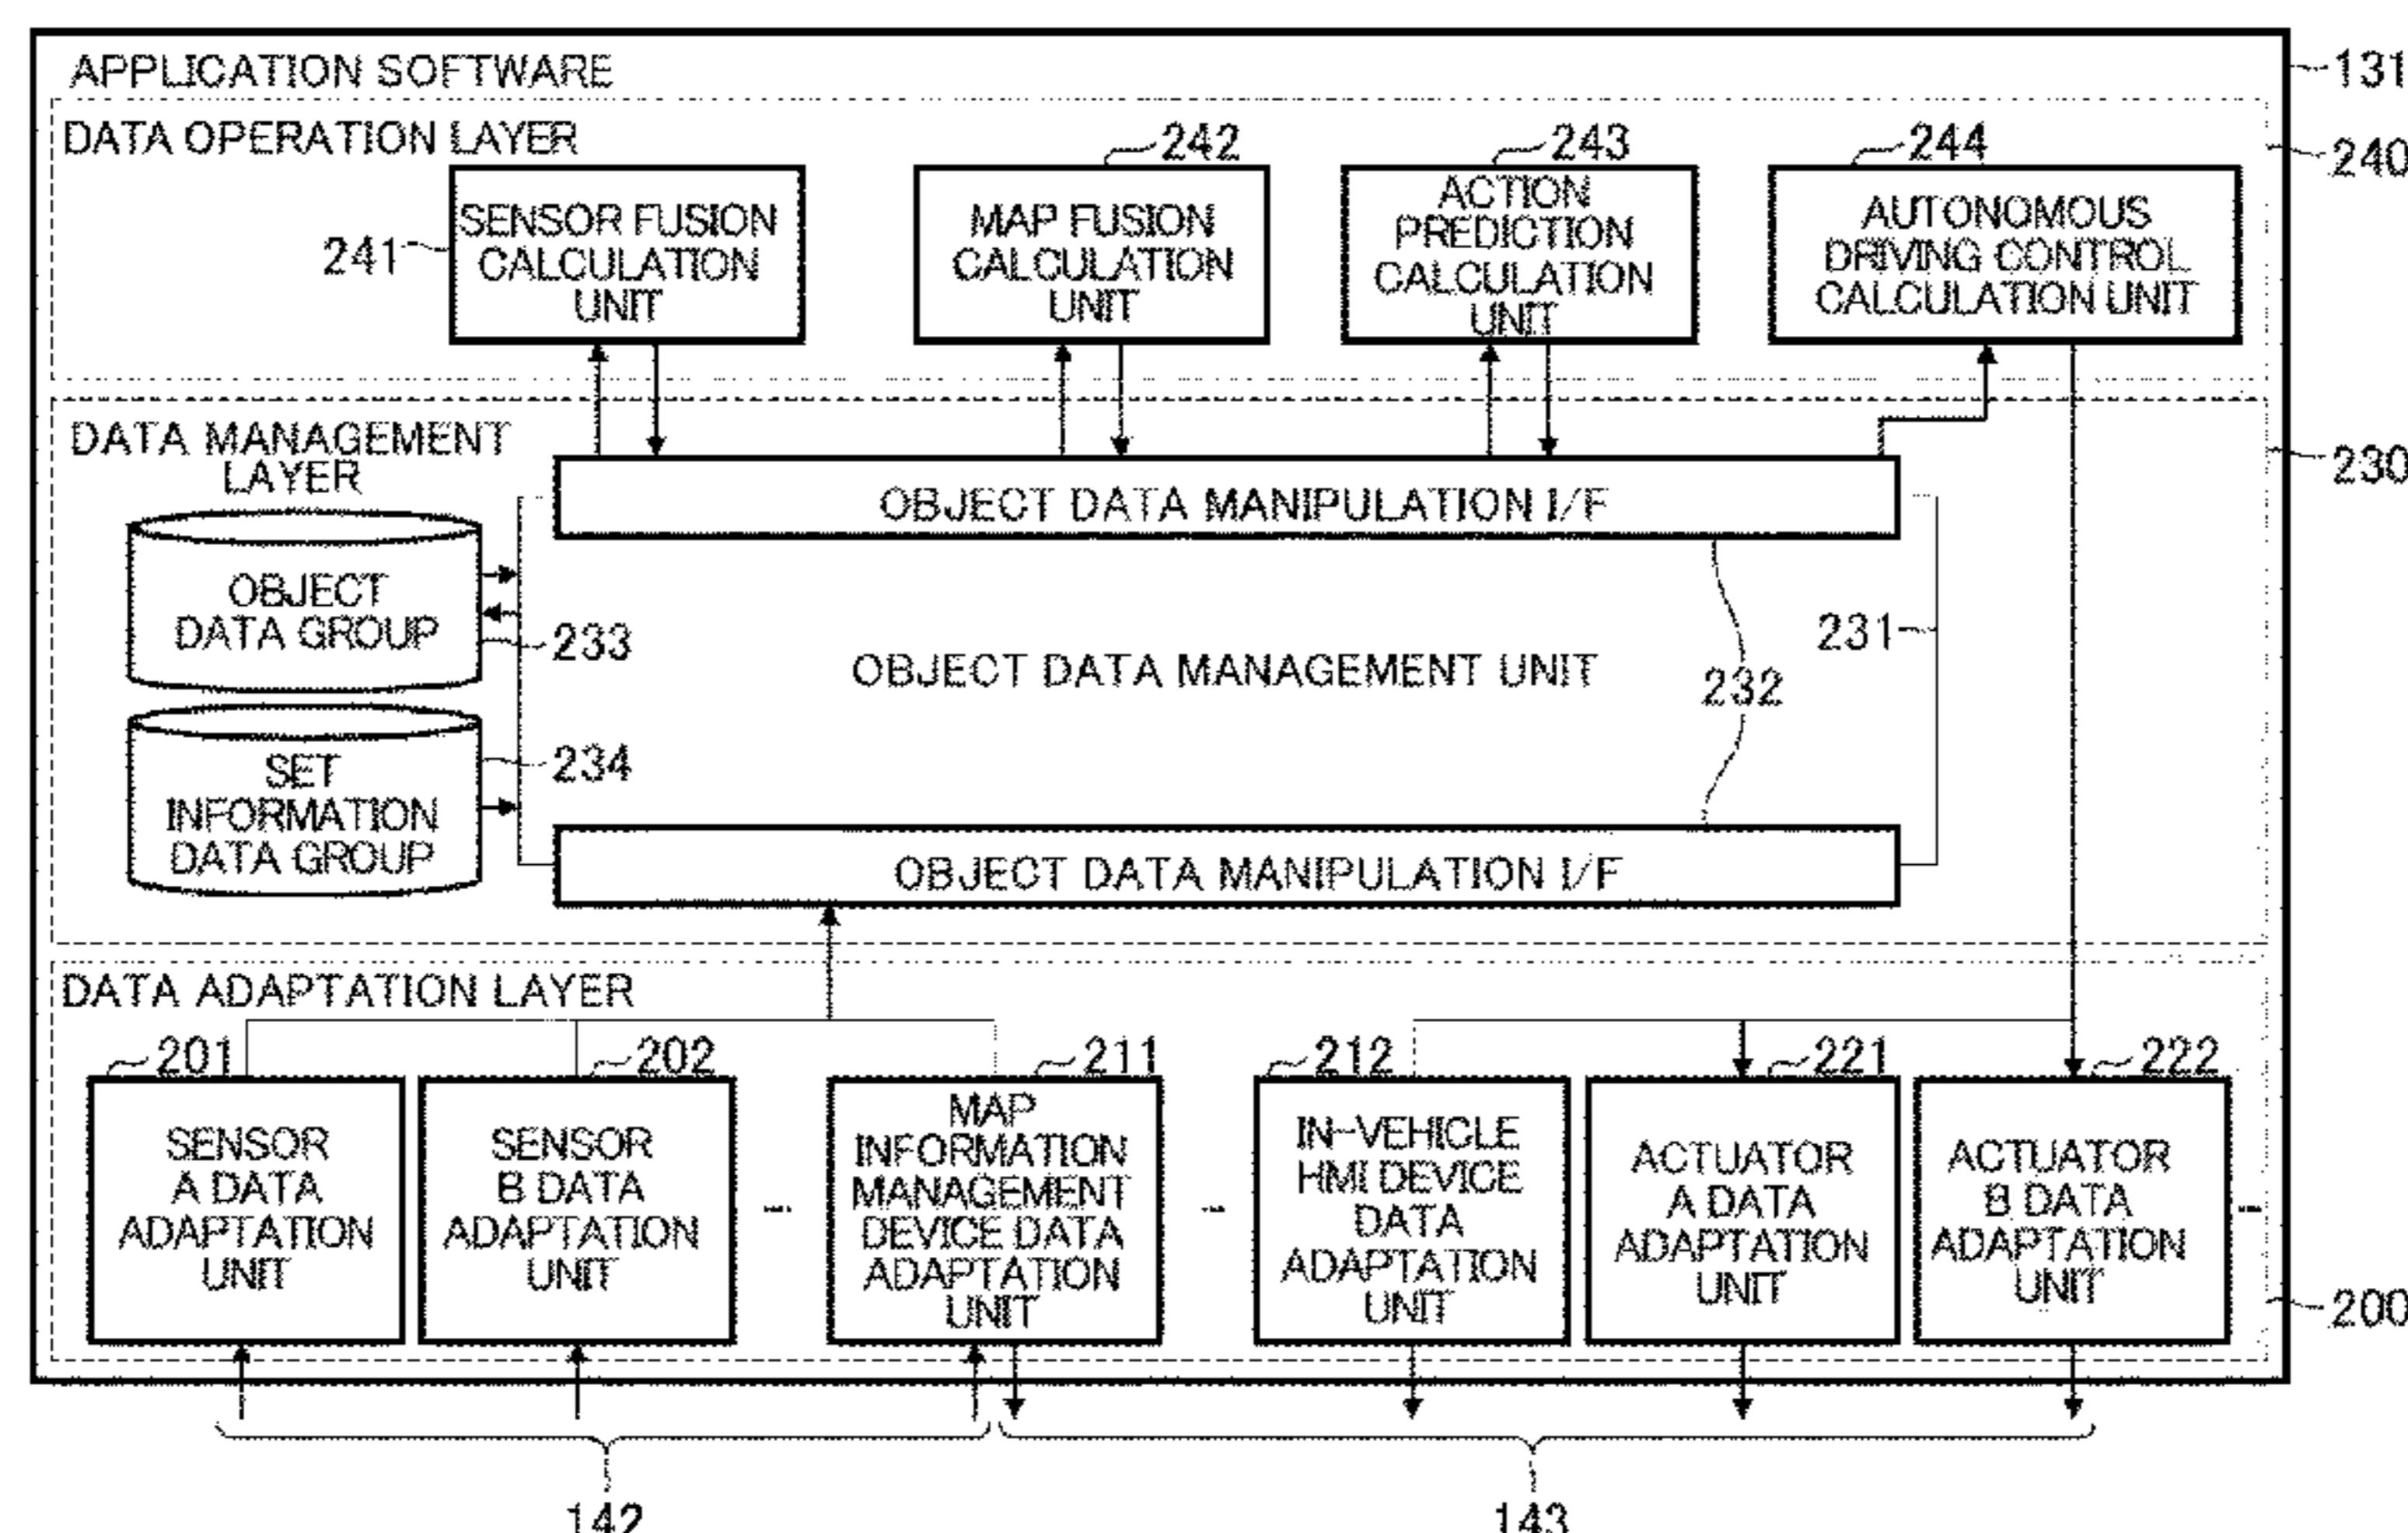 APPLICATION SOFTWARE
131
DATA OPERATION LAYER
240
241
SENSOR FUSION
CALCULATION
UNIT
242
MAP FUSION
CALCULATION
UNIT
243
ACTION
PREDICTION
CALCULATION
UNIT
244
AUTONOMOUS
DRIVING CONTROL
CALCULATION UNIT
DATA MANAGEMENT
LAYER
230
OBJECT DATA MANIPULATION I/F
OBJECT
DATA GROUP
233
OBJECT DATA MANAGEMENT UNIT
231
232
SET
INFORMATION
DATA GROUP
234
OBJECT DATA MANIPULATION I/F
DATA ADAPTATION LAYER
200
201
SENSOR
A DATA
ADAPTATION
UNIT
202
SENSOR
B DATA
ADAPTATION
UNIT
211
MAP
INFORMATION
MANAGEMENT
DEVICE DATA
ADAPTATION
UNIT
212
IN-VEHICLE
HMI DEVICE
DATA
ADAPTATION
UNIT
221
ACTUATOR
A DATA
ADAPTATION
UNIT
222
ACTUATOR
B DATA
ADAPTATION
UNIT
142
143